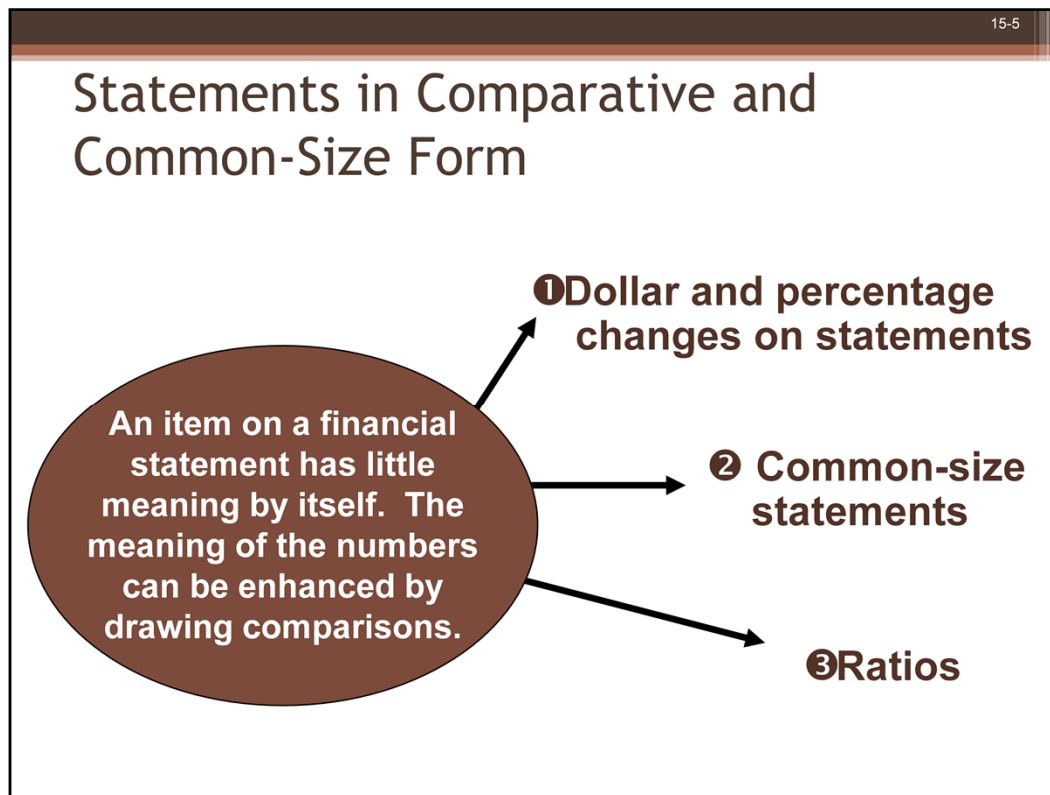 15-5
Statements in Comparative and
Common-Size Form
❶Dollar and percentage
changes on statements
An item on a financial
statement has little
meaning by itself.  The
meaning of the numbers
can be enhanced by
drawing comparisons.
❷ Common-size
statements
❸Ratios